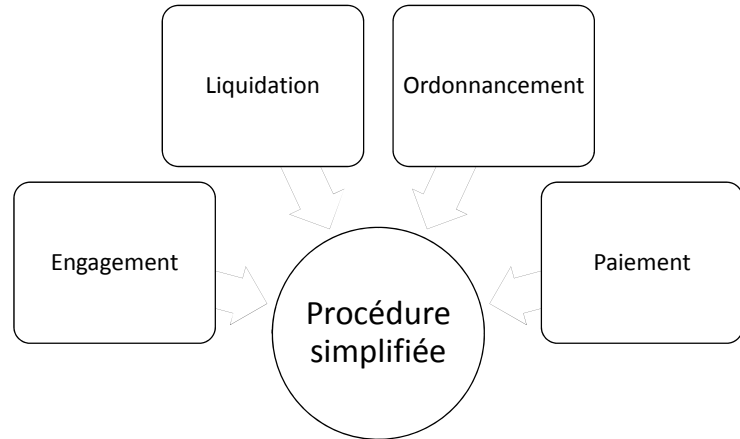 Liquidation
Ordonnancement
Engagement
Paiement
Procédure
simplifiée